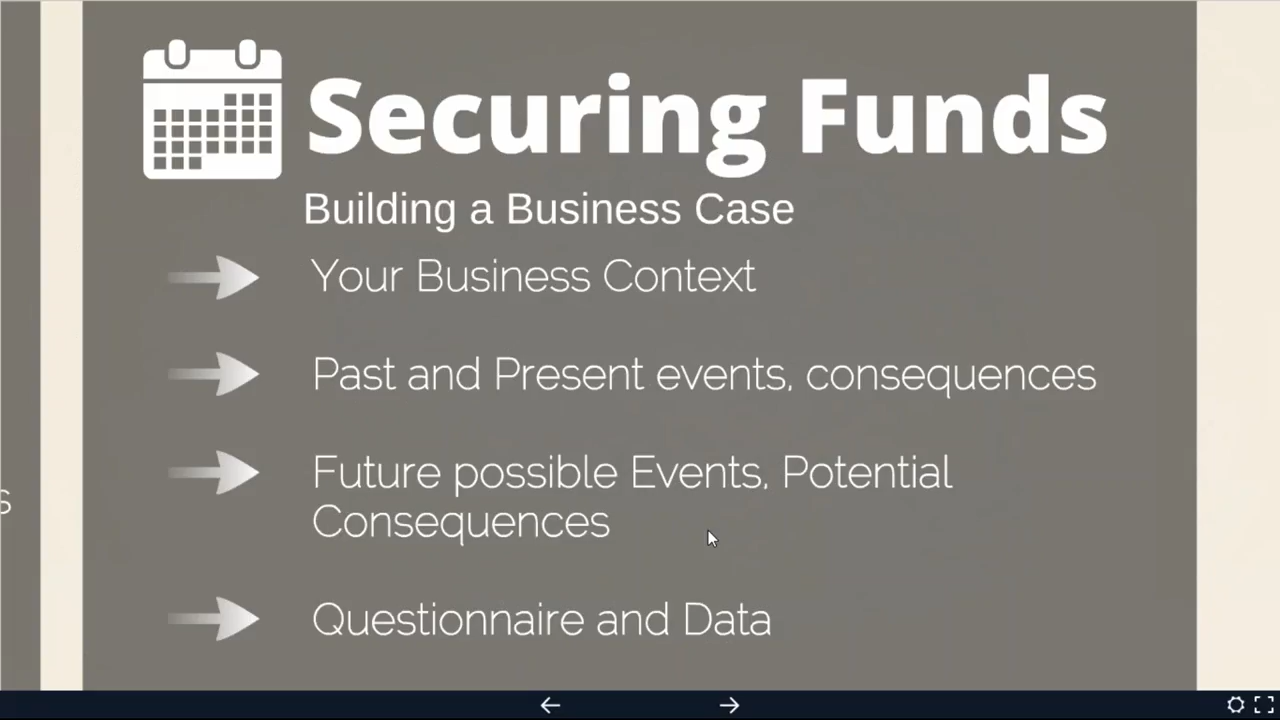 Securing Funds
Building a Business Case
Your Business Context
Past and Present events, consequences
Future possible Events, Potential
Consequences
s
Questionnaire and Data